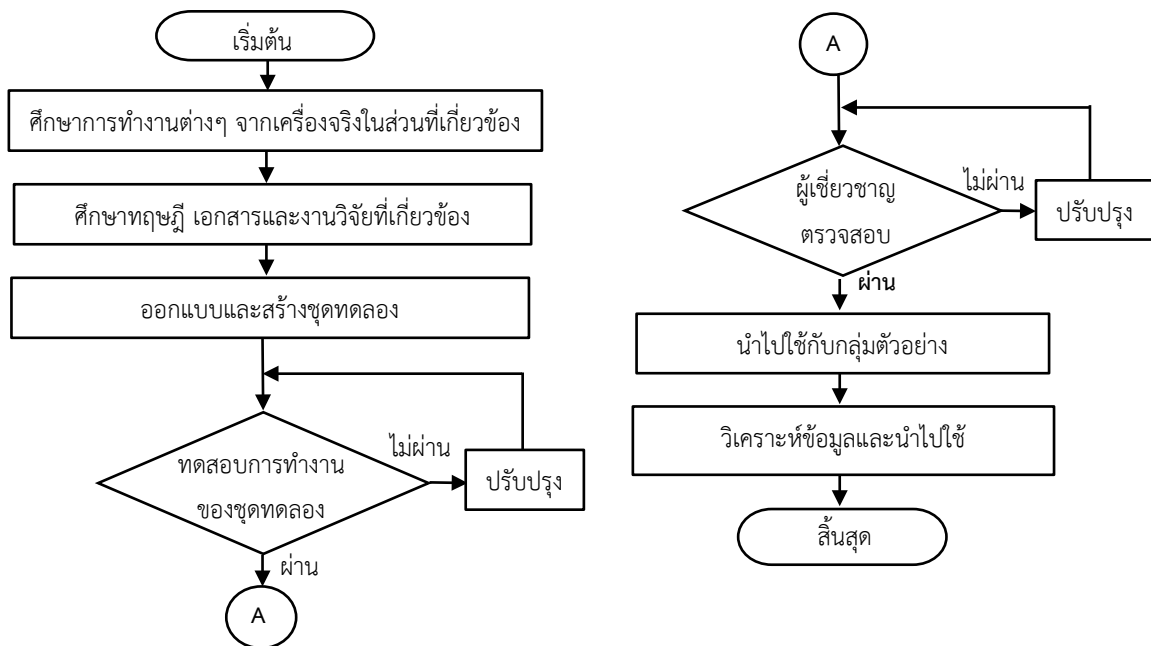 เริ่มต้น
ศึกษาการทำงานต่างๆ จากเครื่องจริงในส่วนที่เกี่ยวข้อง
ศึกษาทฤษฎี เอกสารและงานวิจัยที่เกี่ยวข้อง
ออกแบบและสร้างชุดทดลอง
ทดสอบการทำงาน
ของชุดทดลอง
ไม่ผ่าน
ปรับปรุง
ผ่าน
A
A
ผู้เชี่ยวชาญ
ตรวจสอบ
ไม่ผ่าน
ปรับปรุง
ผ่าน
นำไปใช้กับกลุ่มตัวอย่าง
วิเคราะห์ข้อมูลและนำไปใช้
สิ้นสุด